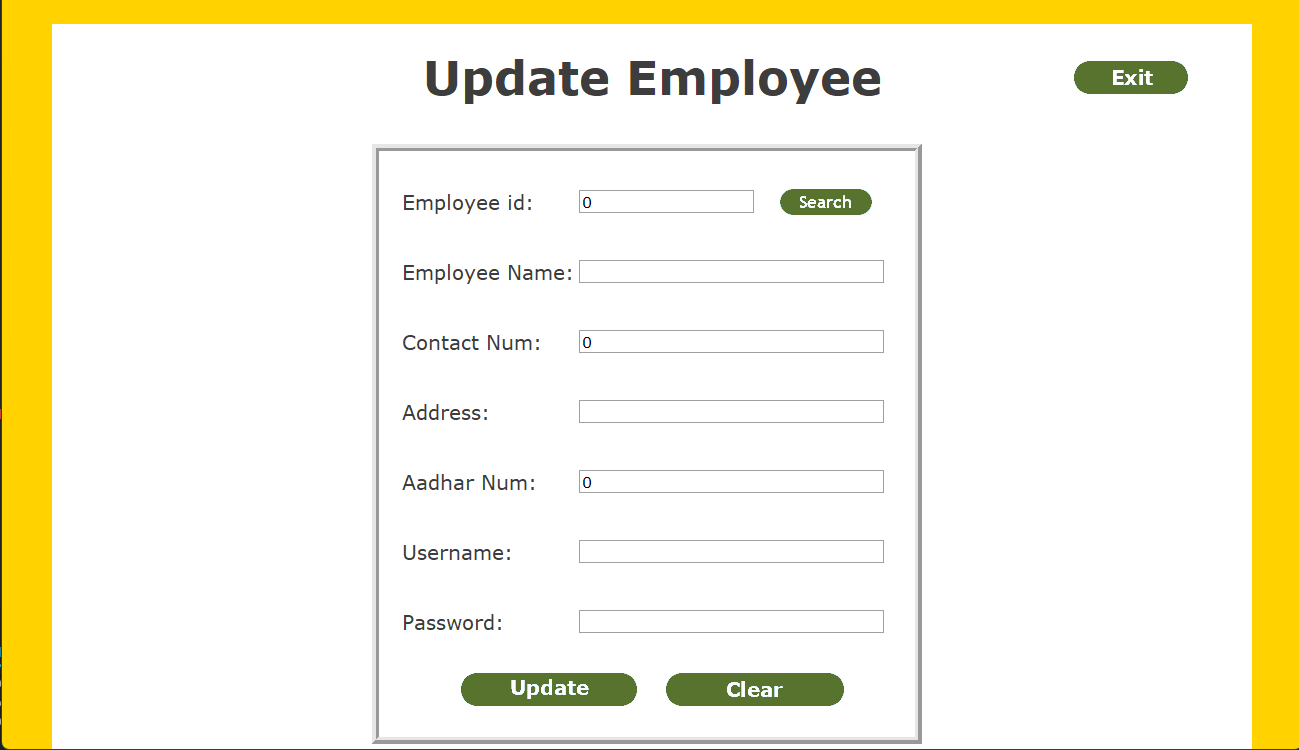 Update Employee
Exit
Employee id: 0 Search
Employee Name:
Contact Num: 0
Address:
Aadhar Num: 0
Username:
Password:
Update Clear